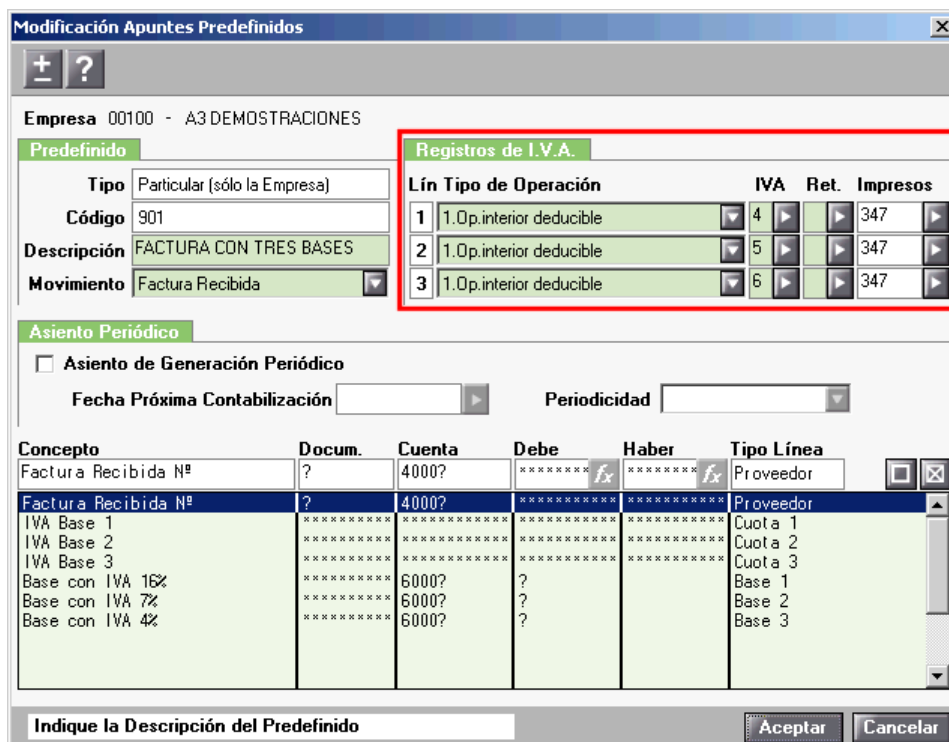 Modificación Apuntes Predefinidos
Empresa 00100 - A3 DEMOSTRACIONES
Predefinido
Tipo Particular (sólo la Empresa)
Código 901
Descripción FACTURA CON TRES BASES
Movimiento Factura Recibida
Registros de I.V.A.
Lín Tipo de Operación IVA Ret. Impresos
1 1.Op.interior deducible 4 347
2 1.Op.interior deducible 5 347
3 1.Op.interior deducible 6 347
Asiento Periódico
Asiento de Generación Periódico
Fecha Próxima Contabilización Periodicidad
Concepto Docum. Cuenta Debe Haber Tipo Línea
Factura Recibida Nº ? 4000? ******** fx ******** fx Proveedor
Factura Recibida Nº ? 4000? *********** *********** Proveedor
IVA Base 1 ********** ************ *********** *********** Cuota 1
IVA Base 2 ********** ************ *********** *********** Cuota 2
IVA Base 3 ********** ************ *********** *********** Cuota 3
Base con IVA 16% ********** 6000? ? Base 1
Base con IVA 7% ********** 6000? ? Base 2
Base con IVA 4% ********** 6000? ? Base 3
Indique la Descripción del Predefinido
Aceptar Cancelar